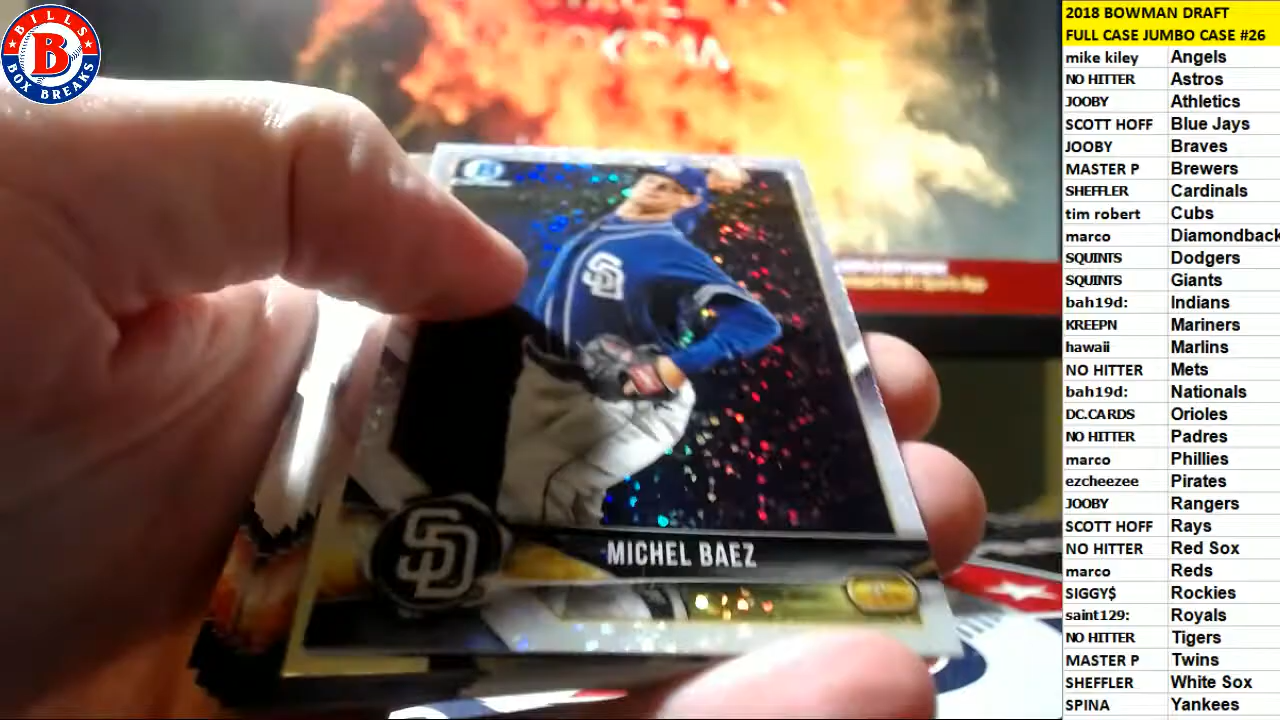 BILLS
B
BOX BREAKS
B
SD
SD
MICHEL BAEZ
2018 BOWMAN DRAFT
FULL CASE JUMBO CASE #26
mike kiley Angels
NO HITTER Astros
JOOBY Athletics
SCOTT HOFF Blue Jays
JOOBY Braves
MASTER P Brewers
SHEFFLER Cardinals
tim robert Cubs
marco Diamondback
SQUINTS Dodgers
SQUINTS Giants
bah19d: Indians
KREEPN Mariners
hawaii Marlins
NO HITTER Mets
bah19d: Nationals
DC.CARDS Orioles
NO HITTER Padres
marco Phillies
ezcheezee Pirates
JOOBY Rangers
SCOTT HOFF Rays
NO HITTER Red Sox
marco Reds
SIGGY$ Rockies
saint129: Royals
NO HITTER Tigers
MASTER P Twins
SHEFFLER White Sox
SPINA Yankees